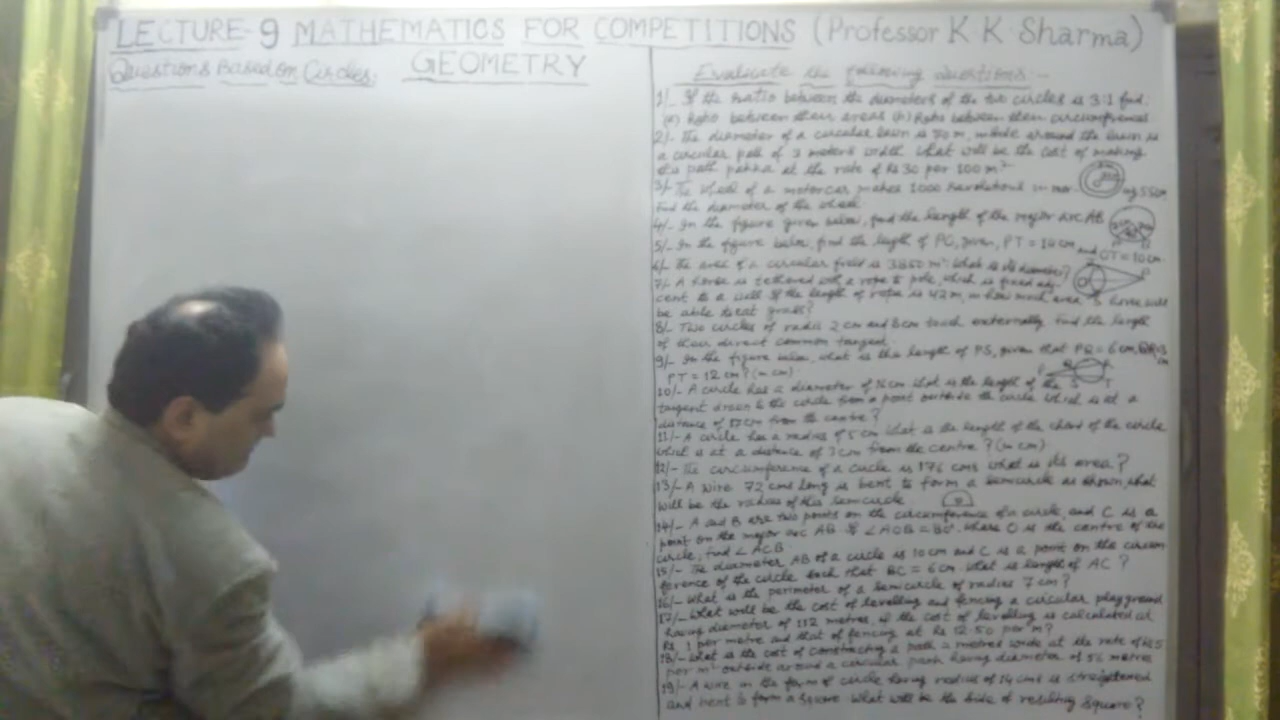 LECTURE-9 MATHEMATICS FOR COMPETITIONS (Professor K K Sharma)
Questions Based on Circles: GEOMETRY
Evaluate the following Questions:-
1/- If the ratio between the diameters of the two circles is 3:1 find.
(a) Ratio between their areas (b) Ratio between their circumferences
2/- The diameter of a circular lawn is 70 m, around the lawn is
a circular path of 3 meters width. What will be the cost of making
the path pakka at the rate of Rs 30 per 100 m²
3/- The wheel of a motorcar makes 1000 revolutions in
Find the diameter of the wheel
4/- In the figure given below, find the length of the major arc AB
5/- In the figure below, find the length of PO, given, PT = 10 cm and OT = 10 cm
6/- The area of a circular field is 3850 m². What is its diameter?
7/- A horse is tethered with a rope to pole, which is fixed adj-
cent to a wall If the length of rope is 42 m, in how much area horse will
be able to eat grass?
8/- Two circles of radii 2 cm and 8 cm touch externally. Find the length
of their direct common tangent.
9/- In the figure below, what is the length of PS, given that PQ = 6 cm,
PT = 12 cm? (in cm)
10/- A circle has a diameter of 16 cm what is the length of the
tangent drawn to the circle from a point outside the circle which is at a
distance of 17 cm from the centre?
11/- A circle has a radius of 5 cm what is the length of the chord of the circle
which is at a distance of 3 cm from the centre? (in cm)
12/- The circumference of a circle is 176 cms what is its area?
13/- A wire 72 cms long is bent to form a semicircle as shown, what
will be the radius of this semicircle
14/- A and B are two points on the circumference of a circle and C is a
point on the major arc AB If ∠AOB = 80°. where O is the centre of the
circle, find ∠ACB.
15/- The diameter AB of a circle is 10 cm and C is a point on the circum
ference of the circle such that BC = 6 cm. what is length of AC?
16/- What is the perimeter of a semicircle of radius 7 cm?
17/- What will be the cost of levelling and fencing a circular playground
having diameter of 112 metres, if the cost of levelling is calculated at
Re. 1 per metre and that of fencing at Rs 12.50 per m?
18/- What is the cost of constructing a path metres wide at the rate of Rs 5
per m² outside around a circular park having diameter of 56 metres
19/- A wire in the form of circle having radius of 14 cms is straightened
and bent to form a square. What will be the side of resulting square?